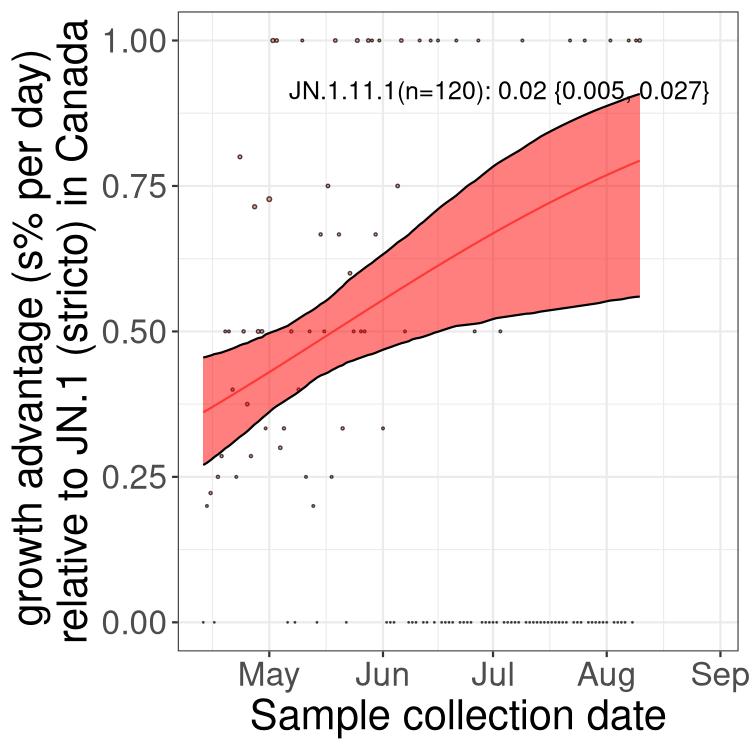 growth advantage (s% per day)
relative to JN.1 (stricto) in Canada
1.00
0.75
0.50
0.25
0.00
JN.1.11.1(n=120): 0.02 {0.005, 0.027}
May Jun Jul Aug Sep
Sample collection date